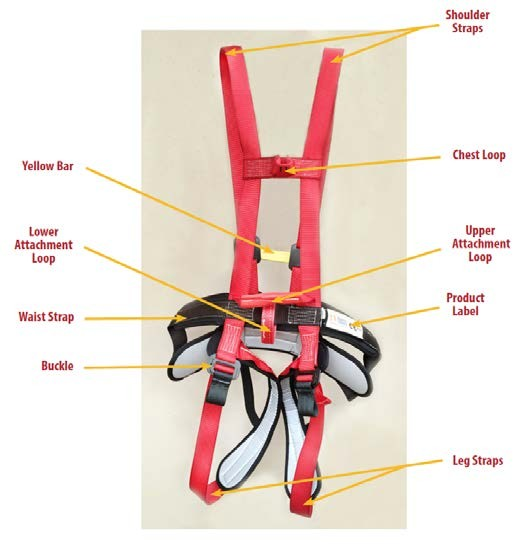 Shoulder
Straps
Chest Loop
Yellow Bar
Lower
Attachment
Loop
Upper
Attachment
Loop
Waist Strap
Product
Label
Buckle
Leg Straps